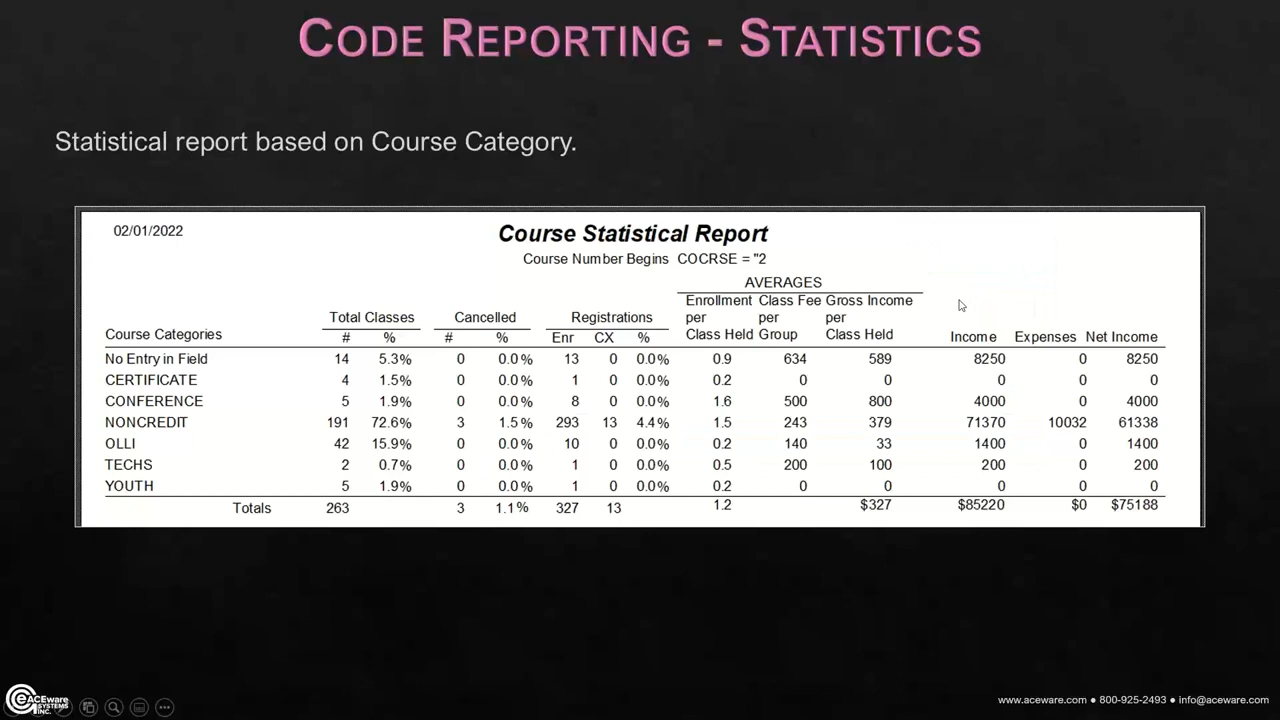 CODE REPORTING - STATISTICS
Statistical report based on Course Category.
02/01/2022
Course Statistical Report
Course Number Begins COCRSE = "2
AVERAGES
Enrollment Class Fee Gross Income
Total Classes Cancelled Registrations per per per
Course Categories # % # % Enr CX % Class Held Group Class Held Income Expenses Net Income
No Entry in Field 14 5.3% 0 0.0% 13 0 0.0% 0.9 634 589 8250 0 8250
CERTIFICATE 4 1.5% 0 0.0% 1 0 0.0% 0.2 0 0 0 0 0
CONFERENCE 5 1.9% 0 0.0% 8 0 0.0% 1.6 500 800 4000 0 4000
NONCREDIT 191 72.6% 3 1.5% 293 13 4.4% 1.5 243 379 71370 10032 61338
OLLI 42 15.9% 0 0.0% 10 0 0.0% 0.2 140 33 1400 0 1400
TECHS 2 0.7% 0 0.0% 1 0 0.0% 0.5 200 100 200 0 200
YOUTH 5 1.9% 0 0.0% 1 0 0.0% 0.2 0 0 0 0 0
Totals 263 3 1.1% 327 13 1.2 $327 $85220 $0 $75188
ACEware
SYSTEMS
INC.
www.aceware.com ● 800-925-2493 ● info@aceware.com